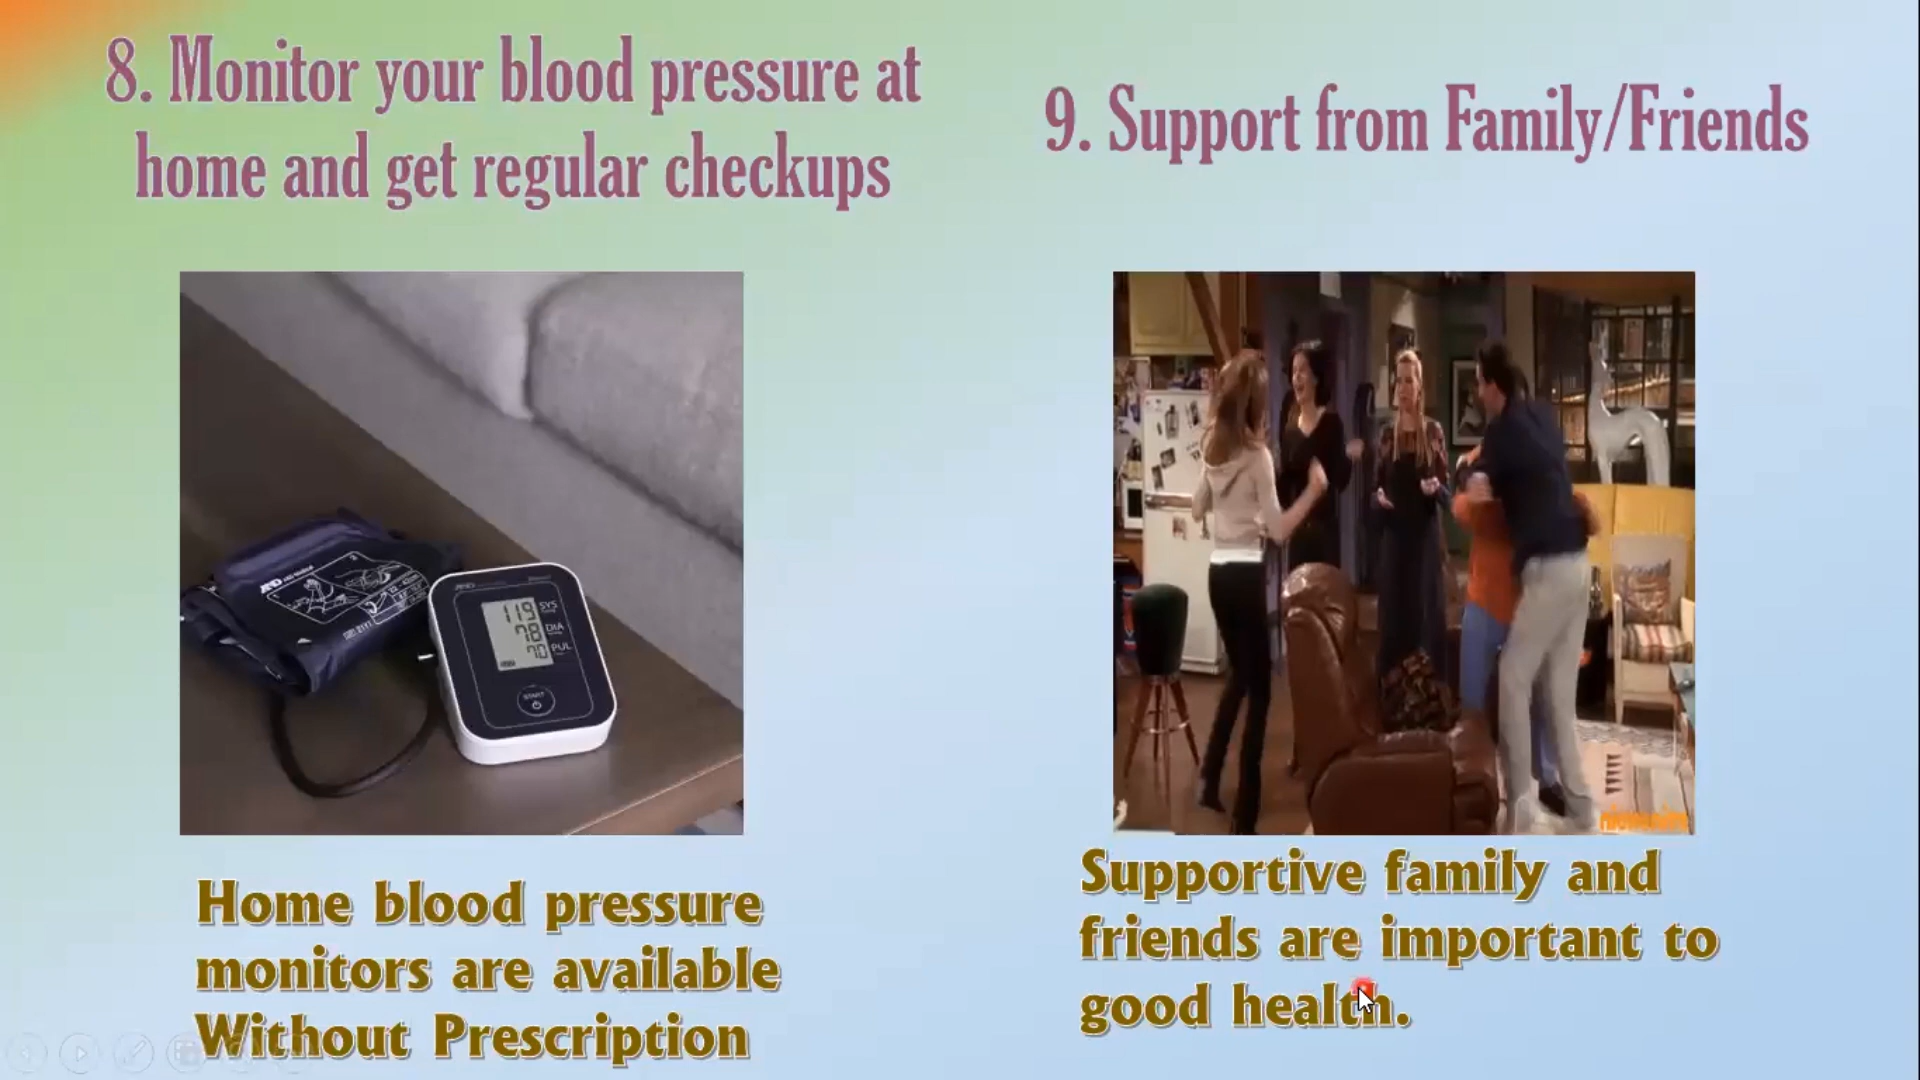 8. Monitor your blood pressure at
home and get regular checkups
9. Support from Family/Friends
AND
119 SYS
78 DIA
70 PUL
START
Home blood pressure
monitors are available
Without Prescription
Supportive family and
friends are important to
good health.